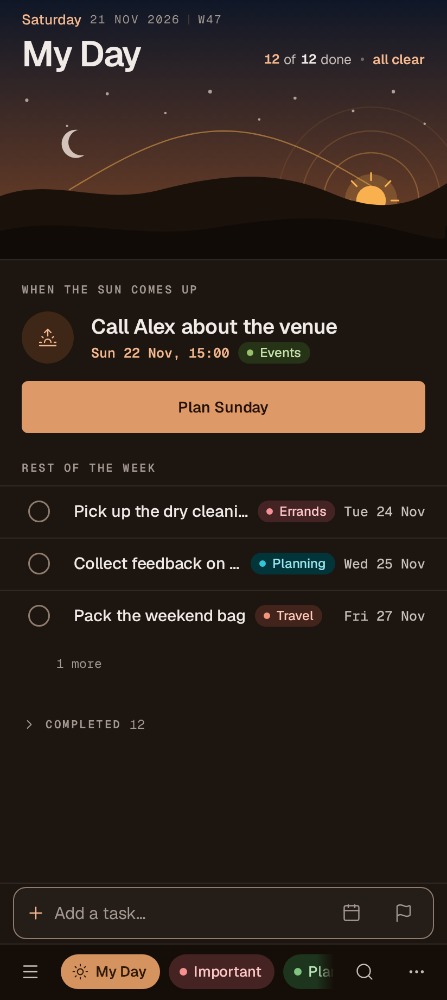 Saturday 21 NOV 2026 | W47
My Day
12 of 12 done • all clear
WHEN THE SUN COMES UP
Call Alex about the venue
Sun 22 Nov, 15:00 Events
Plan Sunday
REST OF THE WEEK
Pick up the dry cleani… Errands Tue 24 Nov
Collect feedback on … Planning Wed 25 Nov
Pack the weekend bag Travel Fri 27 Nov
1 more
COMPLETED 12
Add a task…
My Day Important Pla